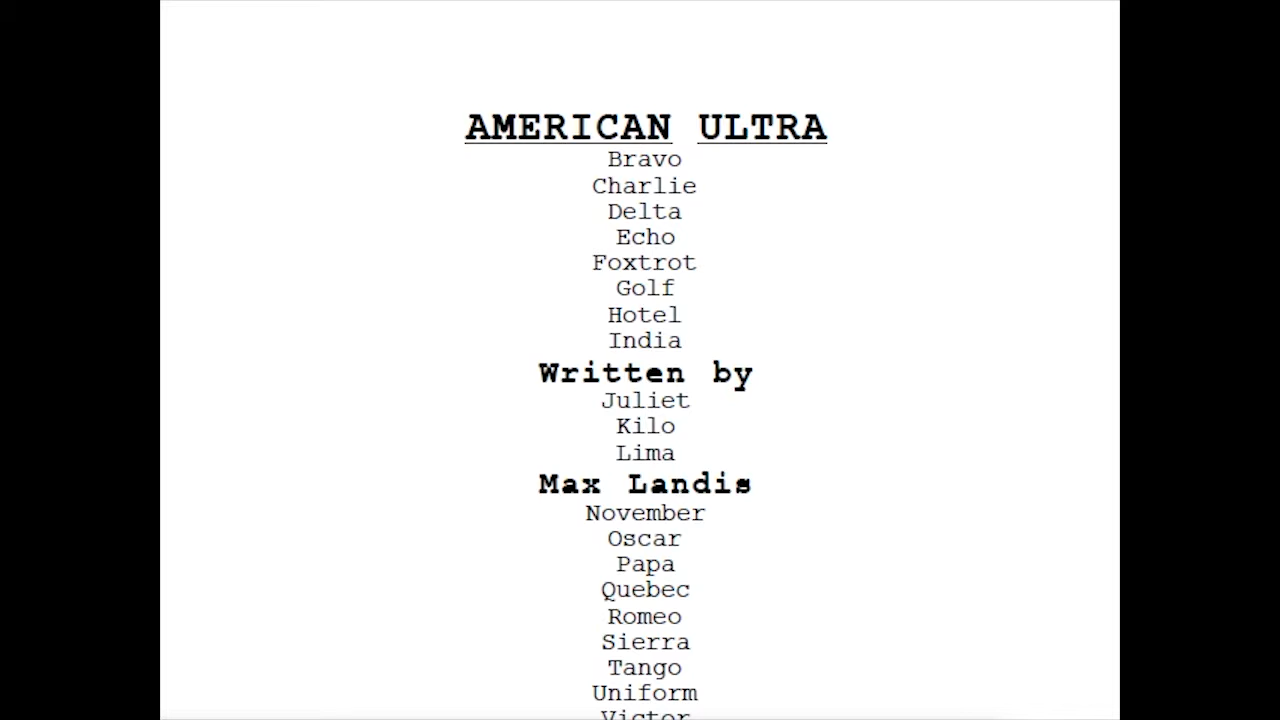 AMERICAN ULTRA
Bravo
Charlie
Delta
Echo
Foxtrot
Golf
Hotel
India
Written by
Juliet
Kilo
Lima
Max Landis
November
Oscar
Papa
Quebec
Romeo
Sierra
Tango
Uniform
Victor